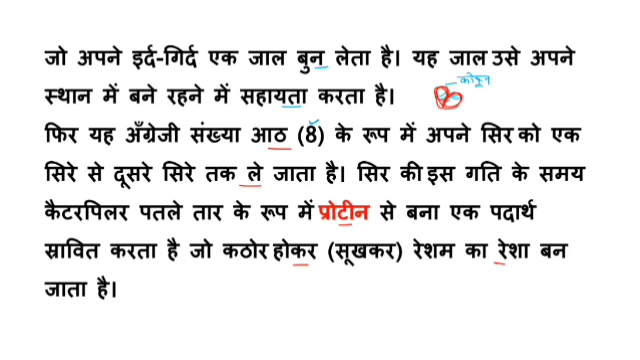 जो अपने इर्द-गिर्द एक जाल बुन लेता है। यह जाल उसे अपने
स्थान में बने रहने में सहायता करता है।
कोकून
फिर यह अँग्रेजी संख्या आठ (8) के रूप में अपने सिर को एक
सिरे से दूसरे सिरे तक ले जाता है। सिर की इस गति के समय
कैटरपिलर पतले तार के रूप में प्रोटीन से बना एक पदार्थ
स्रावित करता है जो कठोर होकर (सूखकर) रेशम का रेशा बन
जाता है।